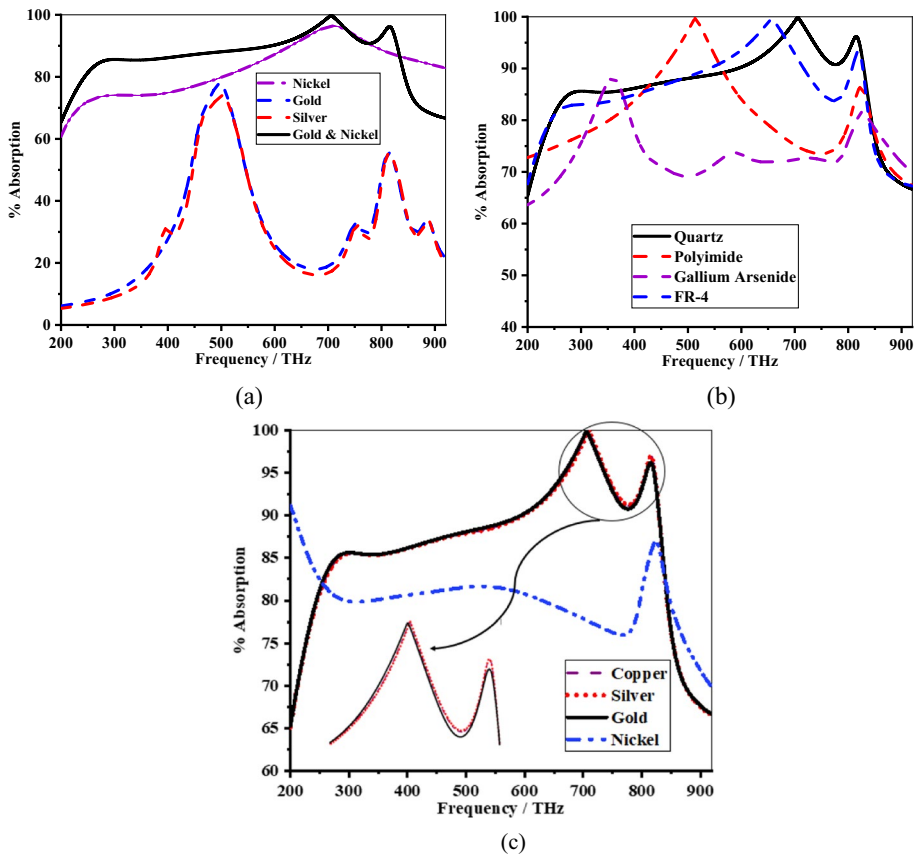 100
80
60
40
20
0
% Absorption
Nickel
Gold
Silver
Gold & Nickel
200 300 400 500 600 700 800 900
Frequency / THz
(a)
100
90
80
70
60
50
40
% Absorption
Quartz
Polyimide
Gallium Arsenide
FR-4
200 300 400 500 600 700 800 900
Frequency / THz
(b)
100
95
90
85
80
75
70
65
60
% Absorption
Copper
Silver
Gold
Nickel
200 300 400 500 600 700 800 900
Frequency / THz
(c)